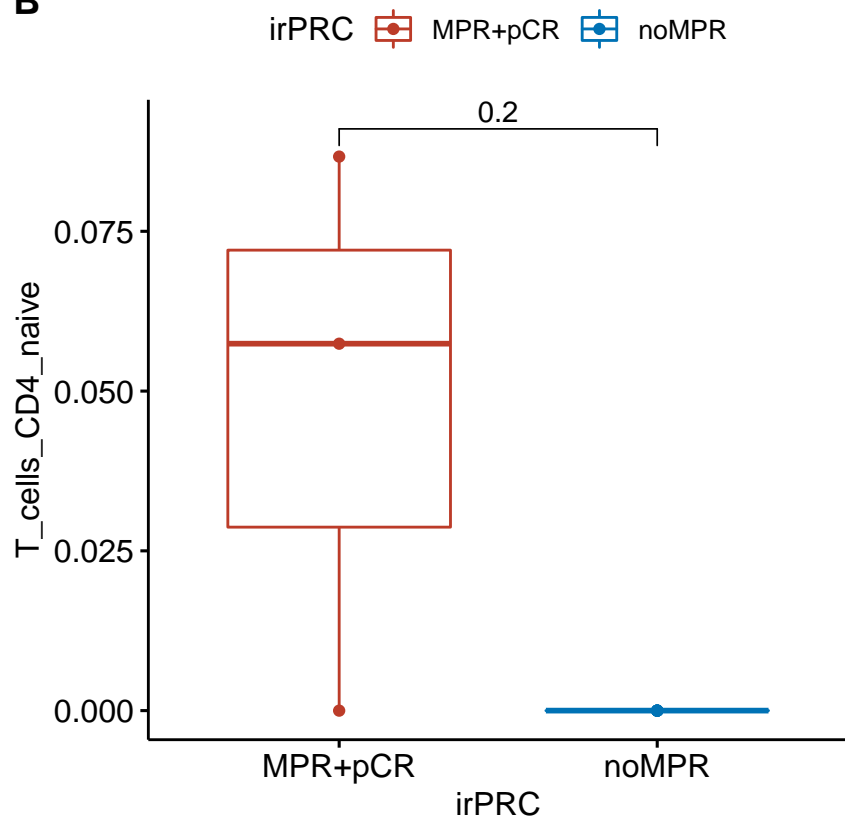 B
irPRC MPR+pCR noMPR
0.2
0.075
0.050
0.025
0.000
T_cells_CD4_naive
MPR+pCR noMPR
irPRC